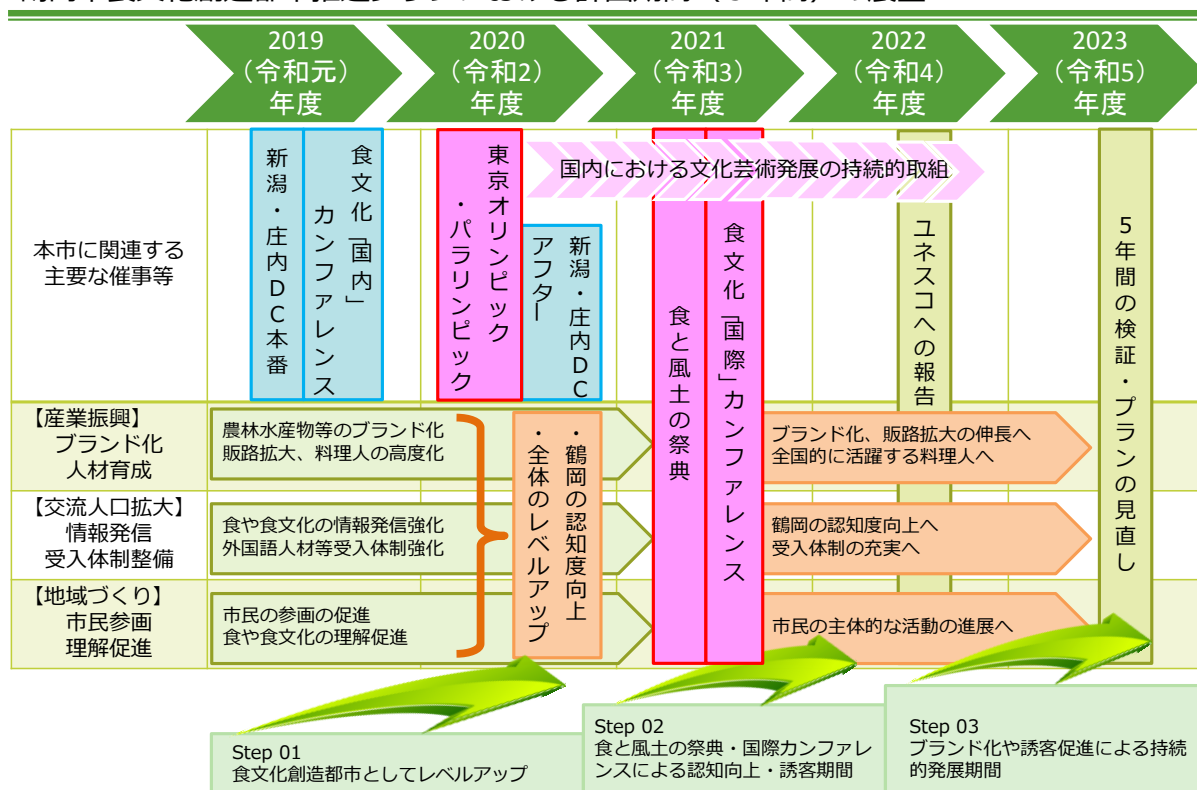 2019
（令和元）
年度
2020
（令和2）
年度
2021
（令和3）
年度
2022
（令和4）
年度
2023
（令和5）
年度
本市に関連する
主要な催事等
新潟・庄内DC本番
食文化「国内」
カンファレンス
東京オリンピック
・パラリンピック
新潟・庄内DC
アフター
国内における文化芸術発展の持続的取組
食と風土の祭典
食文化「国際」カンファレンス
ユネスコへの報告
5年間の検証・プランの見直し
【産業振興】
ブランド化
人材育成
農林水産物等のブランド化
販路拡大、料理人の高度化
・鶴岡の認知度向上
・全体のレベルアップ
ブランド化、販路拡大の伸長へ
全国的に活躍する料理人へ
【交流人口拡大】
情報発信
受入体制整備
食や食文化の情報発信強化
外国語人材等受入体制強化
鶴岡の認知度向上へ
受入体制の充実へ
【地域づくり】
市民参画
理解促進
市民の参画の促進
食や食文化の理解促進
市民の主体的な活動の進展へ
Step 01
食文化創造都市としてレベルアップ
Step 02
食と風土の祭典・国際カンファレ
ンスによる認知向上・誘客期間
Step 03
ブランド化や誘客促進による持続
的発展期間